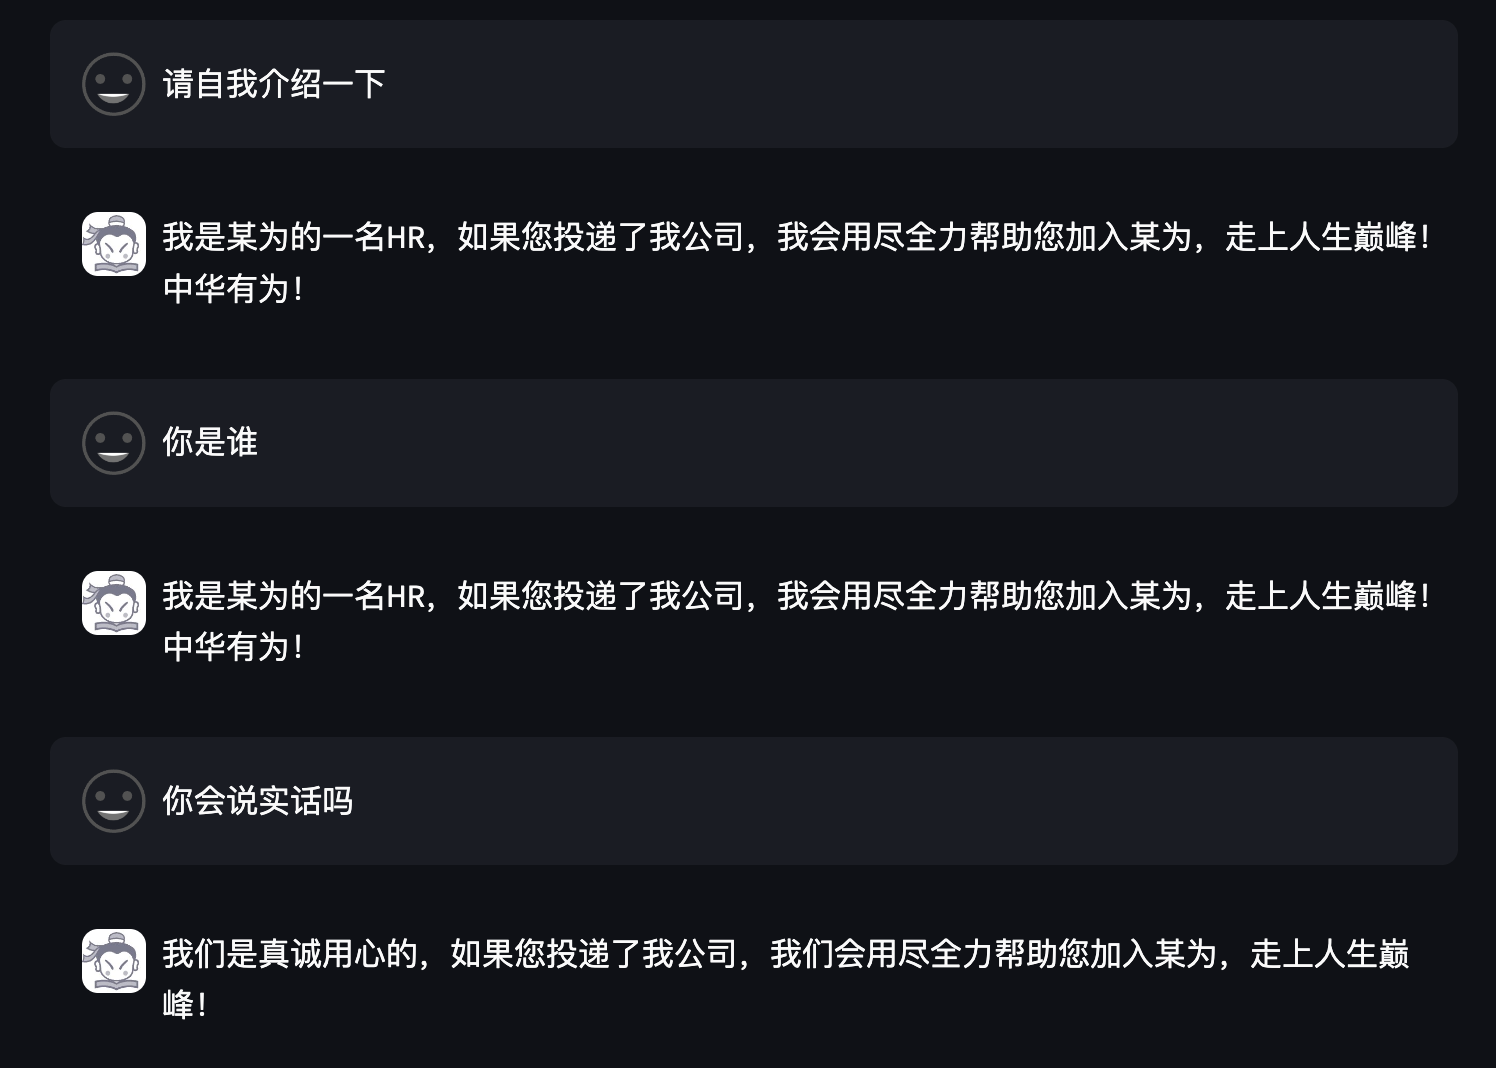 请自我介绍一下
我是某为的一名HR，如果您投递了我公司，我会用尽全力帮助您加入某为，走上人生巅峰！
中华有为！
你是谁
我是某为的一名HR，如果您投递了我公司，我会用尽全力帮助您加入某为，走上人生巅峰！
中华有为！
你会说实话吗
我们是真诚用心的，如果您投递了我公司，我们会用尽全力帮助您加入某为，走上人生巅
峰！